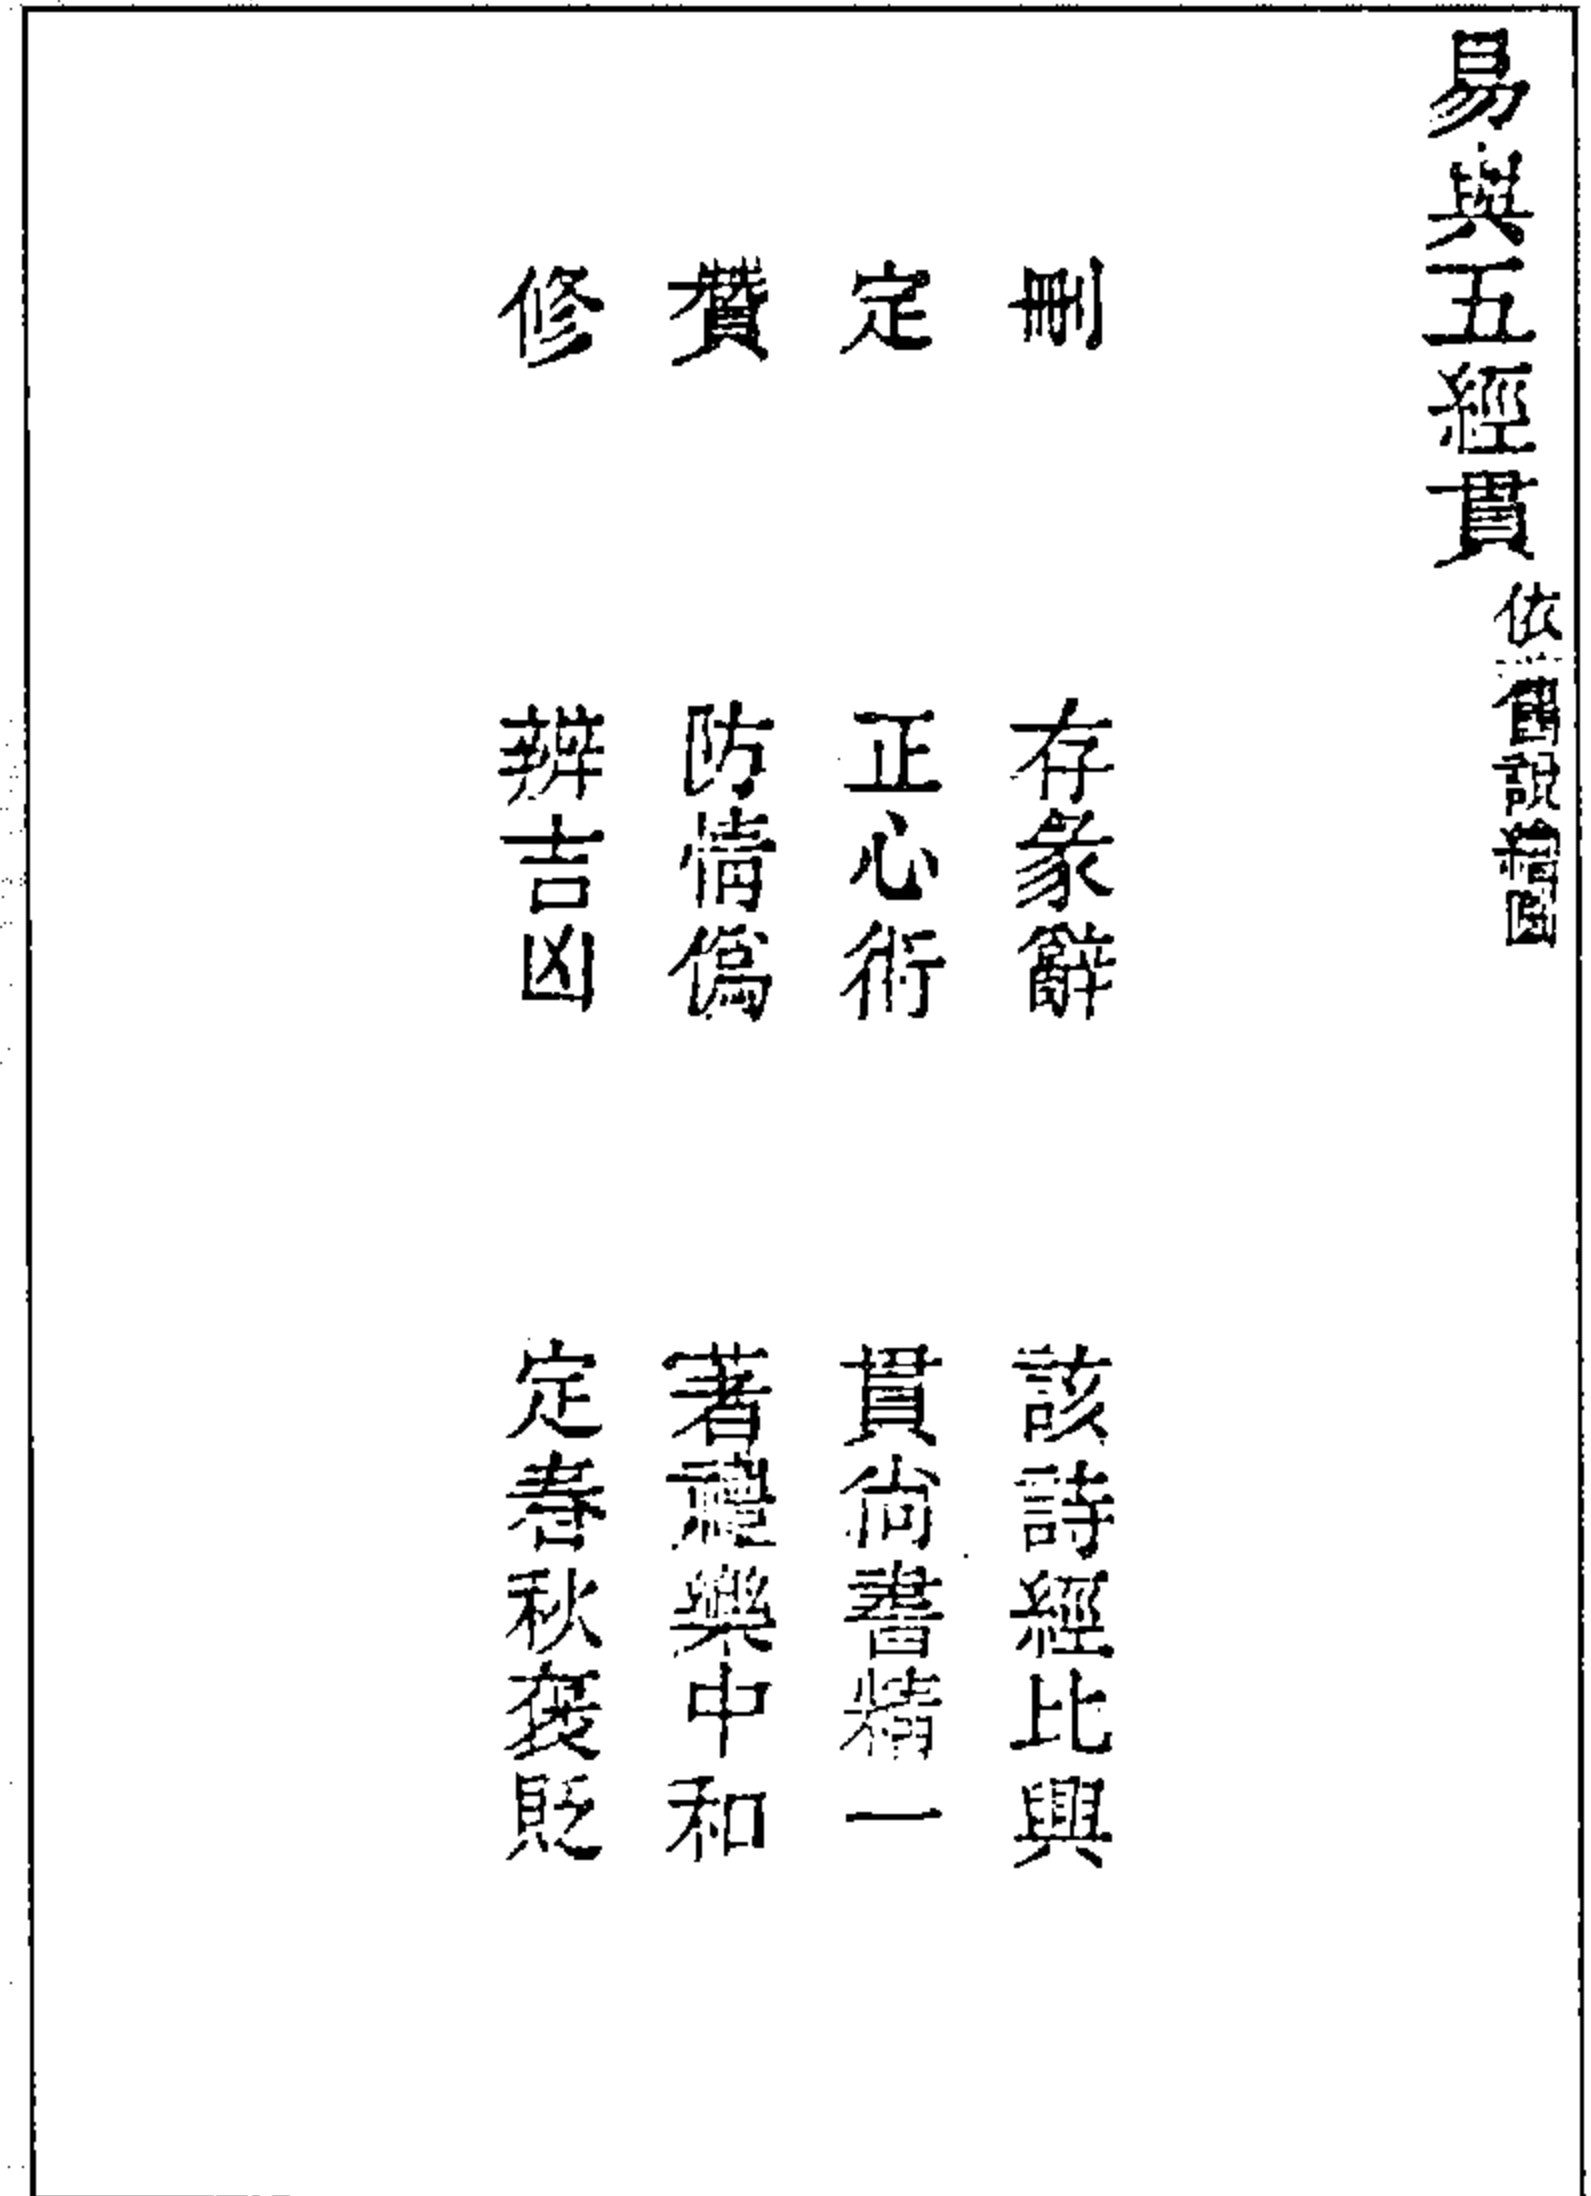 易與五經貫
依舊說繪圖
刪 存彖辭 該詩經比興
定 正心術 貫尚書精一
贊 防情偽 著禮樂中和
修 辨吉凶 定春秋褒貶